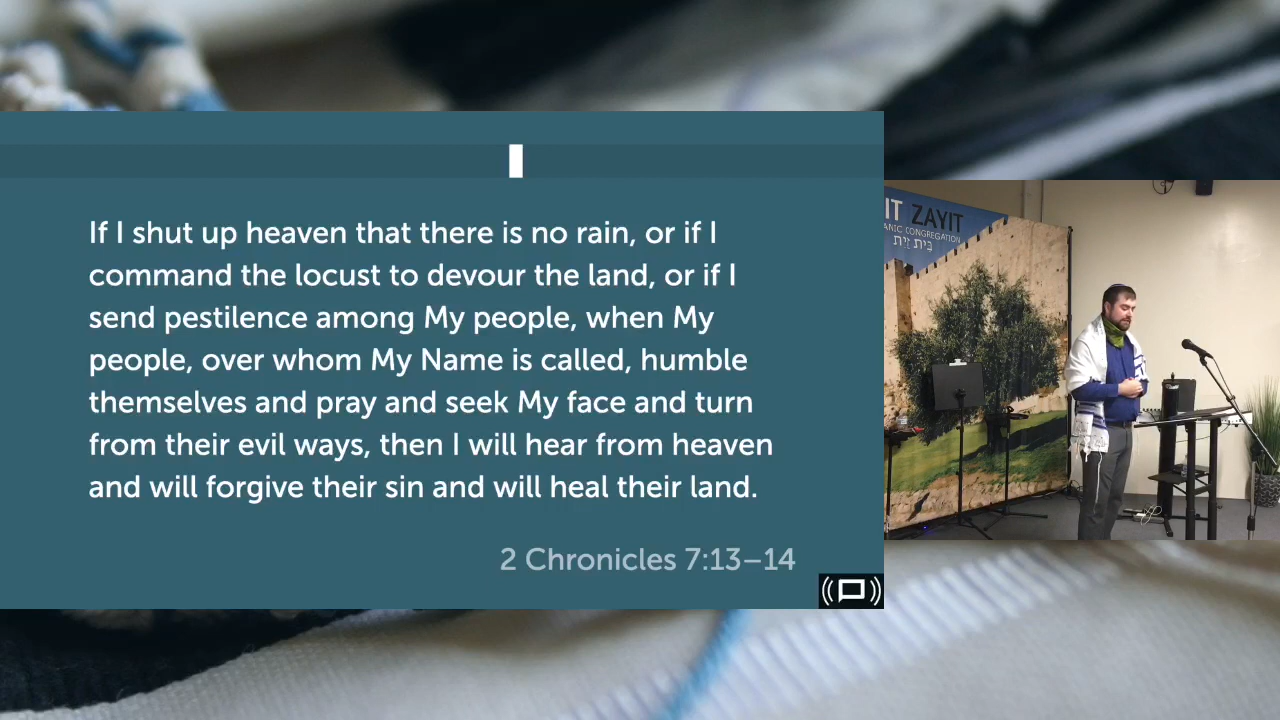 If I shut up heaven that there is no rain, or if I
command the locust to devour the land, or if I
send pestilence among My people, when My
people, over whom My Name is called, humble
themselves and pray and seek My face and turn
from their evil ways, then I will hear from heaven
and will forgive their sin and will heal their land.
2 Chronicles 7:13–14
IT ZAYIT
ANIC CONGREGATION
בית זית